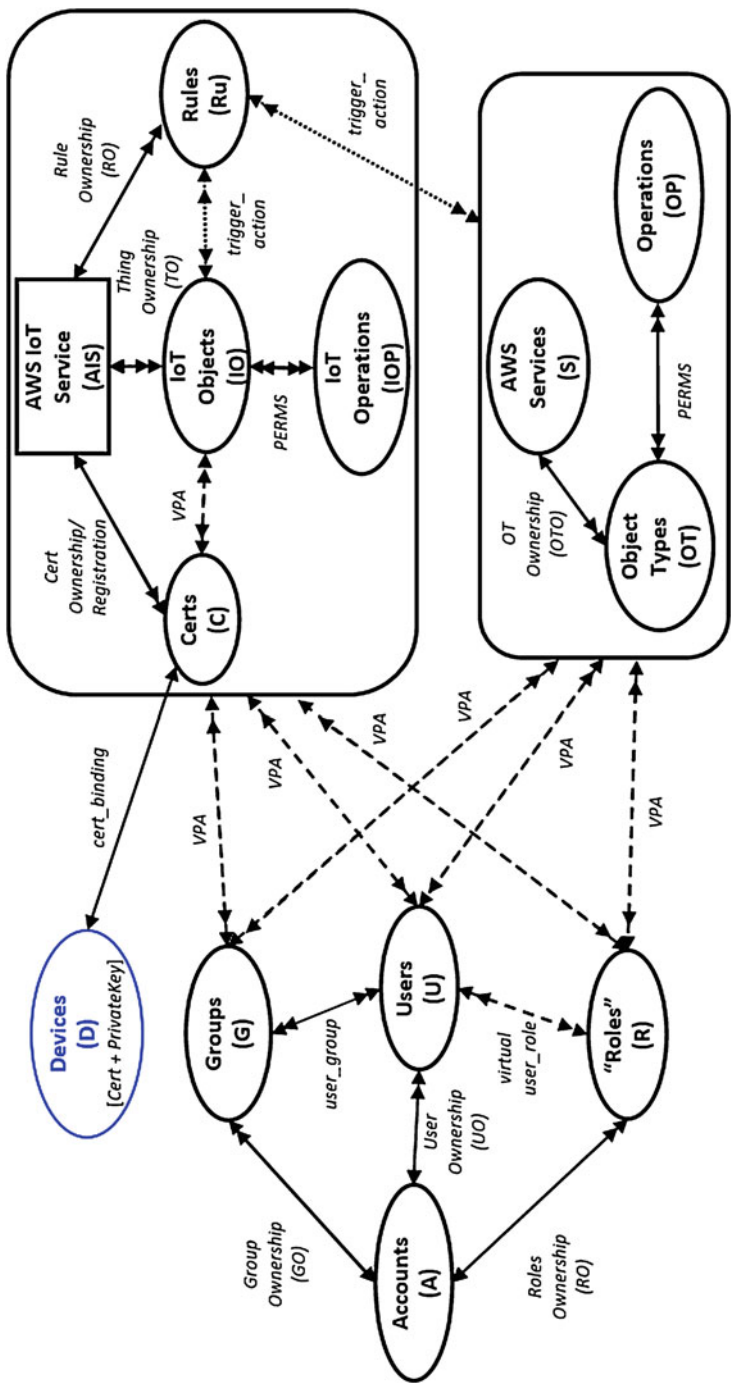 Devices
(D)
[Cert + PrivateKey]
cert_binding
Cert
Ownership/
Registration
AWS IoT
Service
(AIS)
Rule
Ownership
(RO)
Thing
Ownership
(TO)
Certs
(C)
VPA
IoT
Objects
(IO)
trigger_
action
Rules
(Ru)
PERMS
IoT
Operations
(IOP)
trigger_
action
Group
Ownership
(GO)
Groups
(G)
VPA
user_group
VPA
Accounts
(A)
User
Ownership
(UO)
Users
(U)
VPA
VPA
virtual
user_role
VPA
Roles
Ownership
(RO)
“Roles”
(R)
VPA
AWS
Services
(S)
OT
Ownership
(OTO)
Object
Types
(OT)
PERMS
Operations
(OP)